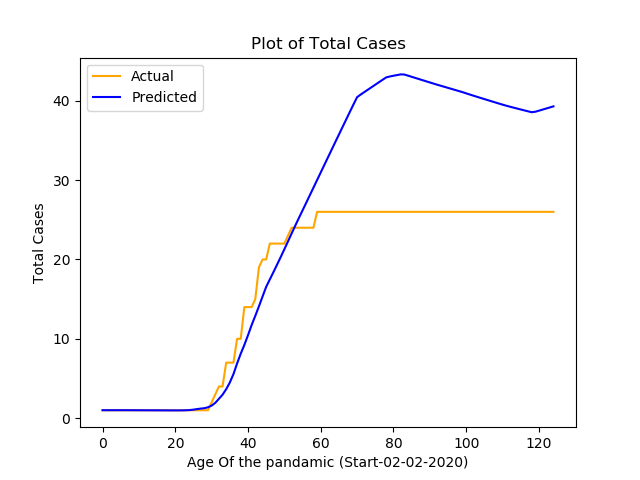 Plot of Total Cases
Actual
Predicted
Total Cases
40
30
20
10
0
0 20 40 60 80 100 120
Age Of the pandamic (Start-02-02-2020)